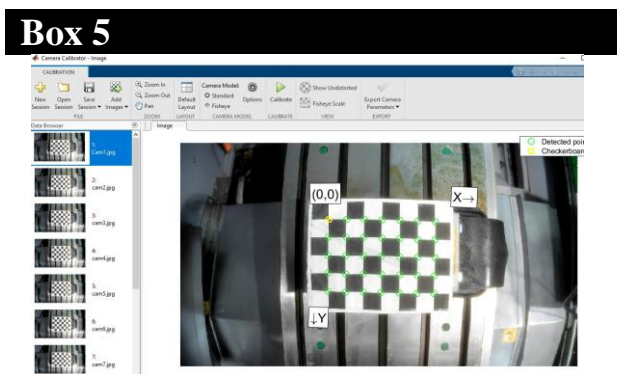 Box 5
Camera Calibrator - Image
CALIBRATION
New Session
Open Session
Save Session
Add Images
Zoom In
Zoom Out
Pan
Default Layout
Camera Model:
Standard
Fisheye
Options
Calibrate
Show Undistorted
Fisheye Scale
Export Camera Parameters
FILE
ZOOM
LAYOUT
CAMERA MODEL
CALIBRATE
VIEW
EXPORT
Data Browser
Image
1:
Cam1.jpg
2:
cam2.jpg
3:
cam3.jpg
4:
cam4.jpg
5:
cam5.jpg
6:
cam6.jpg
7:
cam7.jpg
Detected poi
Checkerboard
(0,0)
X→
↓Y